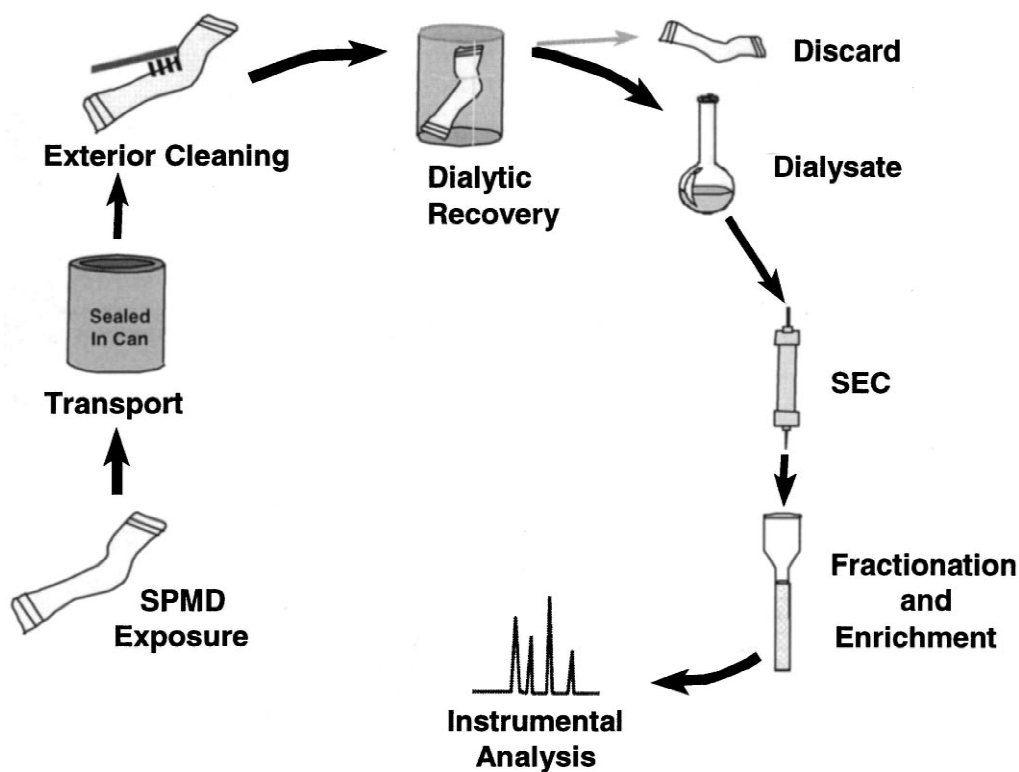 Exterior Cleaning
Dialytic
Recovery
Discard
Dialysate
Sealed
In Can
Transport
SEC
SPMD
Exposure
Fractionation
and
Enrichment
Instrumental
Analysis